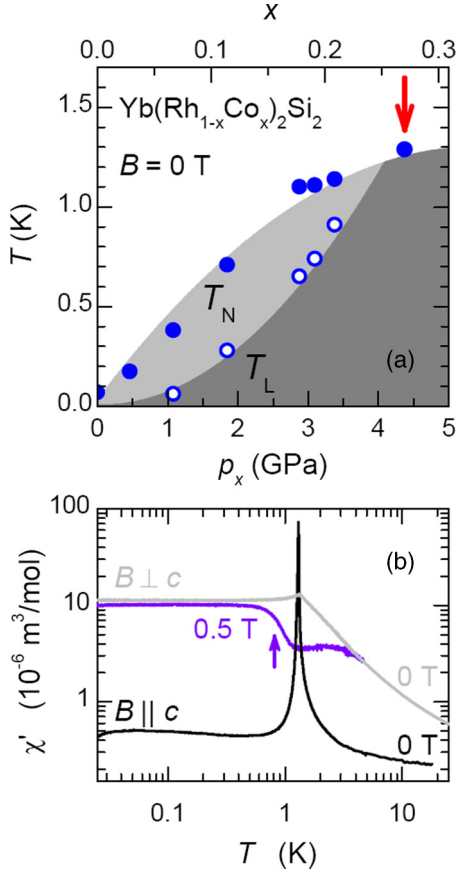 x
0.0 0.1 0.2 0.3
Yb(Rh1-xCox)2Si2
B = 0 T
1.5
1.0
0.5
0.0
T (K)
TN
TL
(a)
0 1 2 3 4 5
px (GPa)
100
10
1
χ' (10-6 m3/mol)
(b)
B ⊥ c
0.5 T
0 T
B || c
0 T
0.1 1 10
T (K)